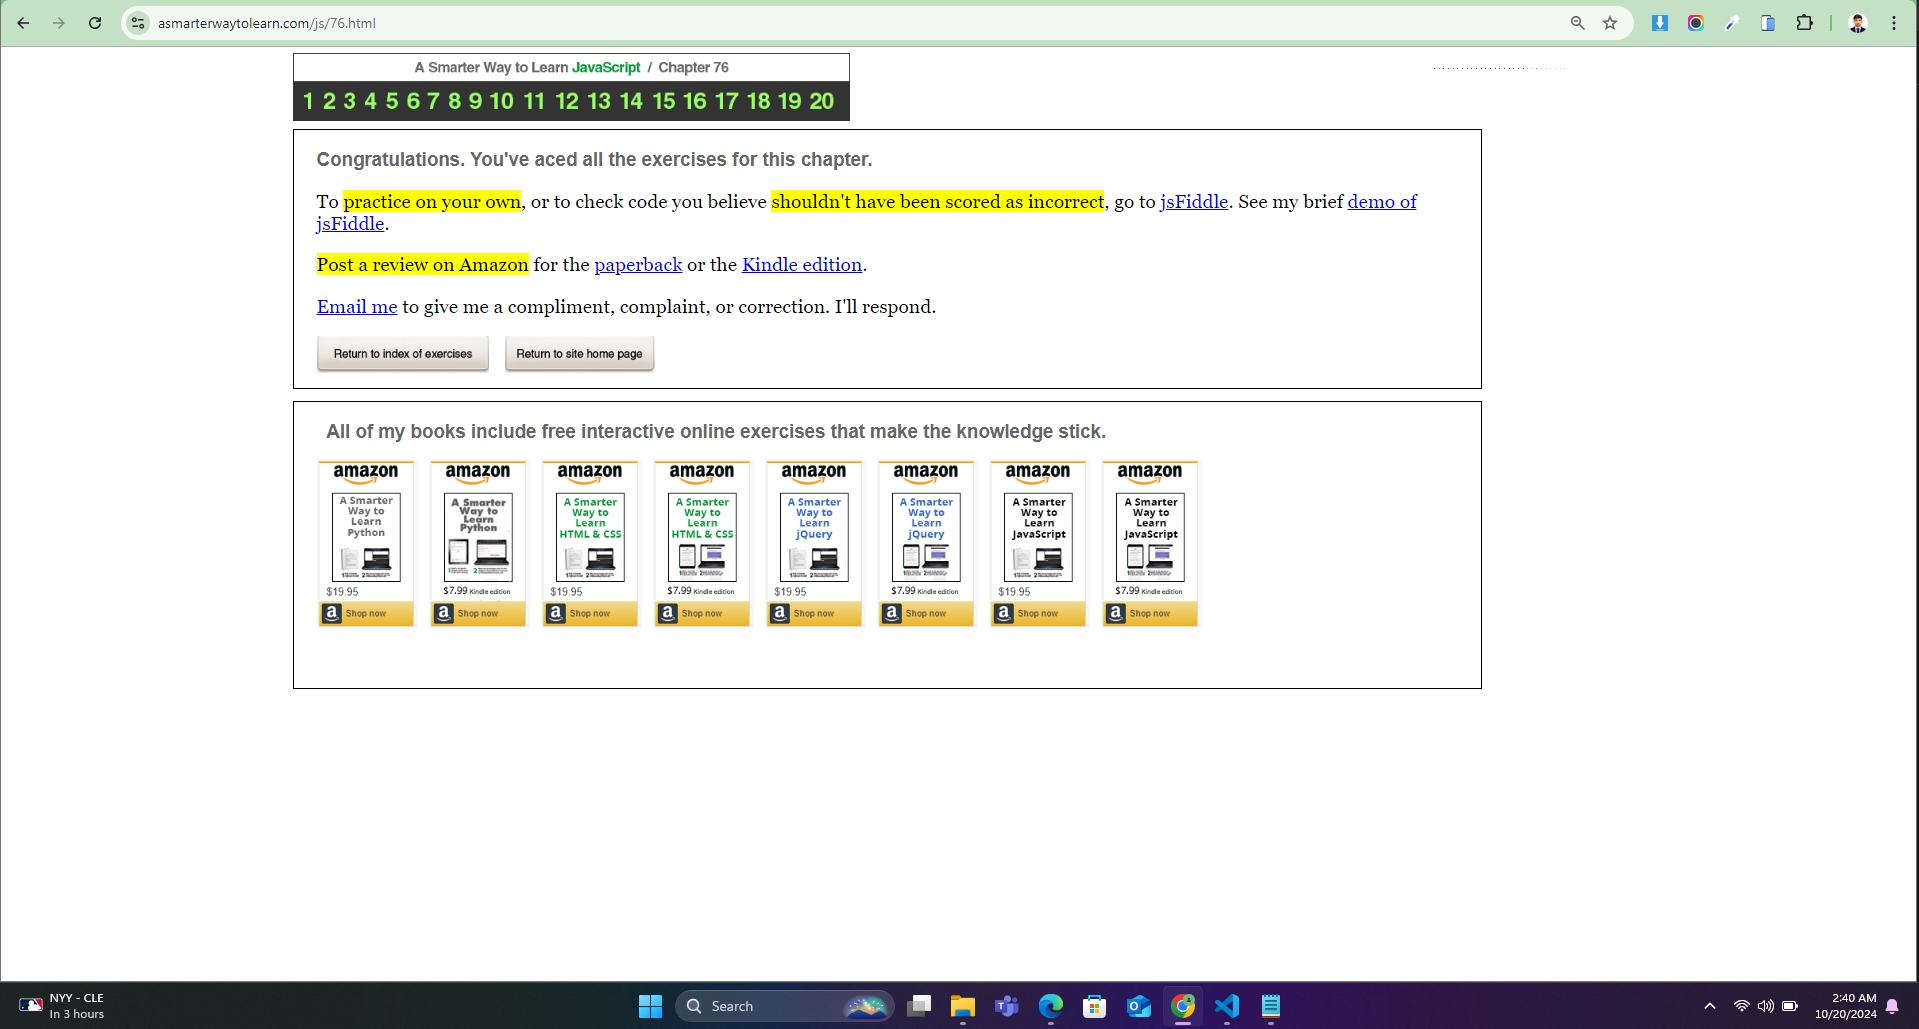 asmarterwaytolearn.com/js/76.html
A Smarter Way to Learn JavaScript / Chapter 76
1 2 3 4 5 6 7 8 9 10 11 12 13 14 15 16 17 18 19 20
Congratulations. You've aced all the exercises for this chapter.
To practice on your own, or to check code you believe shouldn't have been scored as incorrect, go to jsFiddle. See my brief demo of
jsFiddle.
Post a review on Amazon for the paperback or the Kindle edition.
Email me to give me a compliment, complaint, or correction. I'll respond.
Return to index of exercises Return to site home page
All of my books include free interactive online exercises that make the knowledge stick.
amazon
A Smarter
Way to
Learn
Python
$19.95
a Shop now
amazon
A Smarter
Way to
Learn
Python
$7.99 Kindle edition
a Shop now
amazon
A Smarter
Way to
Learn
HTML & CSS
$19.95
a Shop now
amazon
A Smarter
Way to
Learn
HTML & CSS
$7.99 Kindle edition
a Shop now
amazon
A Smarter
Way to
Learn
jQuery
$19.95
a Shop now
amazon
A Smarter
Way to
Learn
jQuery
$7.99 Kindle edition
a Shop now
amazon
A Smarter
Way to
Learn
JavaScript
$19.95
a Shop now
amazon
A Smarter
Way to
Learn
JavaScript
$7.99 Kindle edition
a Shop now
NYY - CLE
In 3 hours
Search
2:40 AM
10/20/2024